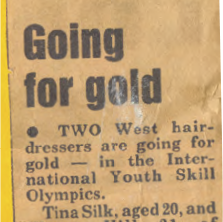 Going
for gold
● TWO West hair-
dressers are going for
gold — in the Inter-
national Youth Skill
Olympics.
Tina Silk, aged 20, and